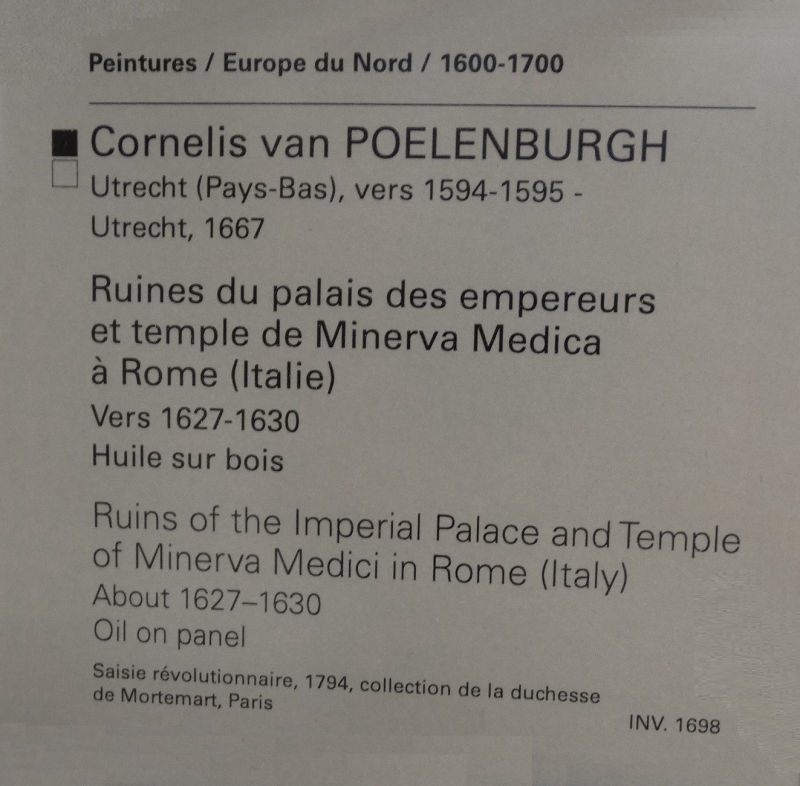 Peintures / Europe du Nord / 1600-1700
Cornelis van POELENBURGH
Utrecht (Pays-Bas), vers 1594-1595 -
Utrecht, 1667
Ruines du palais des empereurs
et temple de Minerva Medica
à Rome (Italie)
Vers 1627-1630
Huile sur bois
Ruins of the Imperial Palace and Temple
of Minerva Medici in Rome (Italy)
About 1627–1630
Oil on panel
Saisie révolutionnaire, 1794, collection de la duchesse
de Mortemart, Paris
INV. 1698